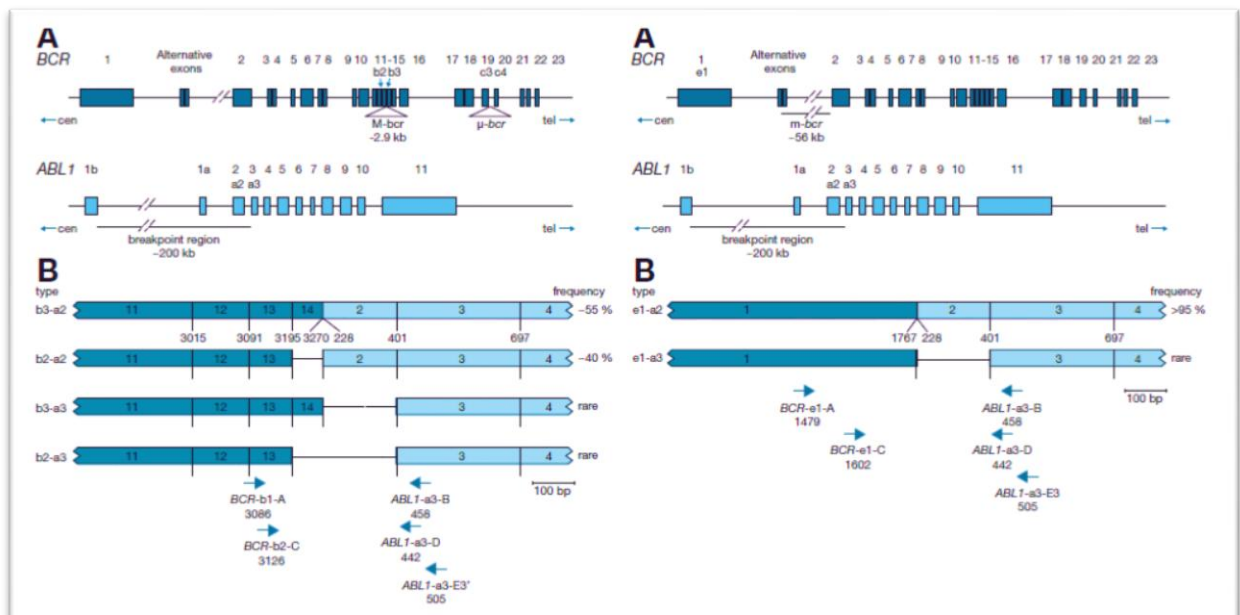 A
BCR
1
Alternative
exons
2 3 4 5 6 7 8 9 10 11-15 16 17 18 19 20 21 22 23
b2 b3
c3 c4
cen
M-bcr
~2.9 kb
μ-bcr
tel
ABL1
1b 1a 2 3 4 5 6 7 8 9 10 11
a2 a3
cen
tel
breakpoint region
~200 kb
B
type
frequency
b3-a2 11 12 13 14 2 3 4 ~55 %
3015 3091 3195 3270 228 401 697
b2-a2 11 12 13 2 3 4 ~40 %
b3-a3 11 12 13 14 3 4 rare
b2-a3 11 12 13 3 4 rare
100 bp
BCR-b1-A
3086
ABL1-a3-B
458
BCR-b2-C
3126
ABL1-a3-D
442
ABL1-a3-E3'
505
A
BCR
1
e1
Alternative
exons
2 3 4 5 6 7 8 9 10 11-15 16 17 18 19 20 21 22 23
cen
m-bcr
~56 kb
tel
ABL1
1b 1a 2 3 4 5 6 7 8 9 10 11
a2 a3
cen
tel
breakpoint region
~200 kb
B
type
frequency
e1-a2 1 2 3 4 >95 %
1767 228 401 697
e1-a3 1 3 4 rare
100 bp
BCR-e1-A
1479
ABL1-a3-B
458
BCR-e1-C
1602
ABL1-a3-D
442
ABL1-a3-E3
505